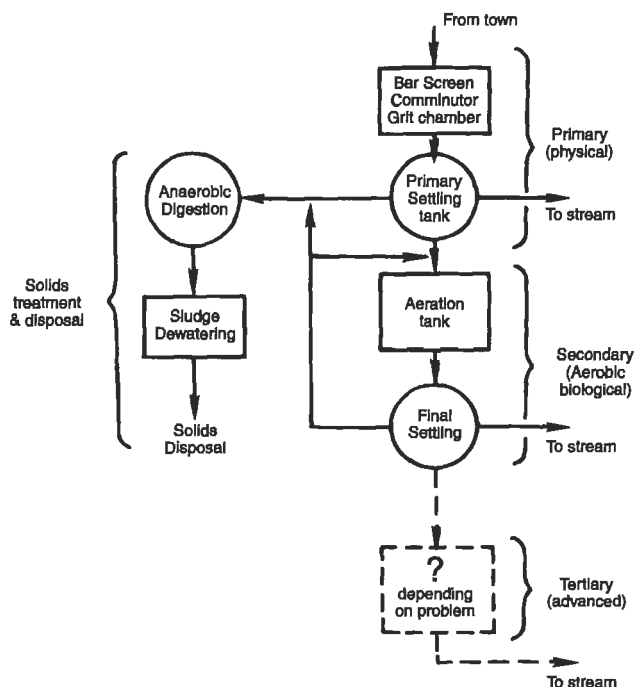 From town
Bar Screen
Comminutor
Grit chamber
Primary
(physical)
Primary
Settling
tank
To stream
Anaerobic
Digestion
Solids
treatment
& disposal
Sludge
Dewatering
Solids
Disposal
Aeration
tank
Secondary
(Aerobic
biological)
Final
Settling
To stream
?
depending
on problem
Tertiary
(advanced)
To stream